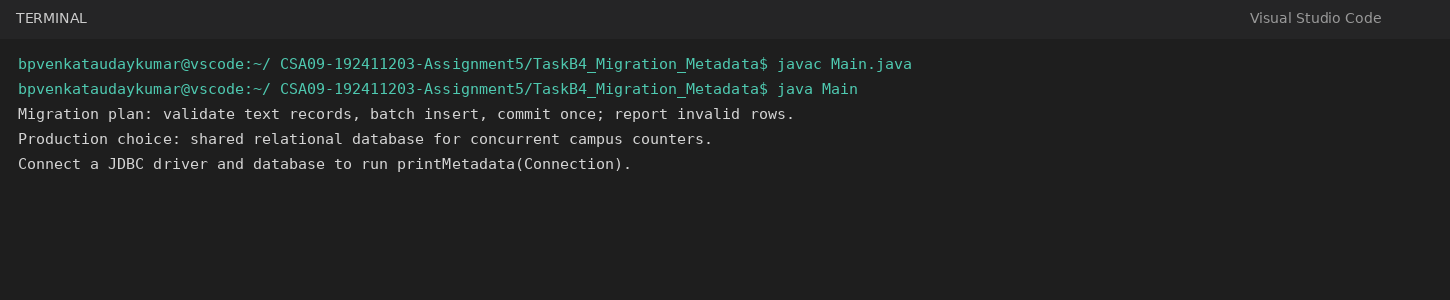 TERMINAL
Visual Studio Code
bpvenkataudaykumar@vscode:~/ CSA09-192411203-Assignment5/TaskB4_Migration_Metadata$ javac Main.java
bpvenkataudaykumar@vscode:~/ CSA09-192411203-Assignment5/TaskB4_Migration_Metadata$ java Main
Migration plan: validate text records, batch insert, commit once; report invalid rows.
Production choice: shared relational database for concurrent campus counters.
Connect a JDBC driver and database to run printMetadata(Connection).